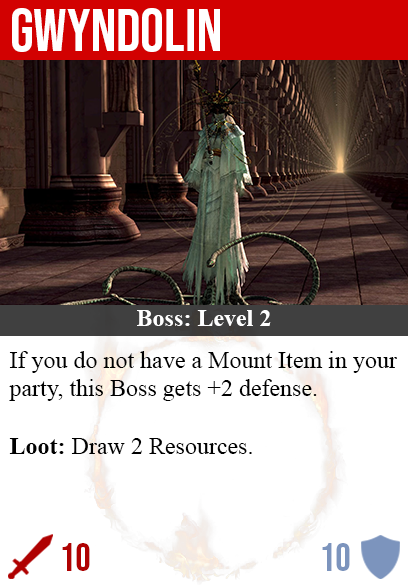 GWYNDOLIN
Boss: Level 2
If you do not have a Mount Item in your
party, this Boss gets +2 defense.
Loot: Draw 2 Resources.
10 10